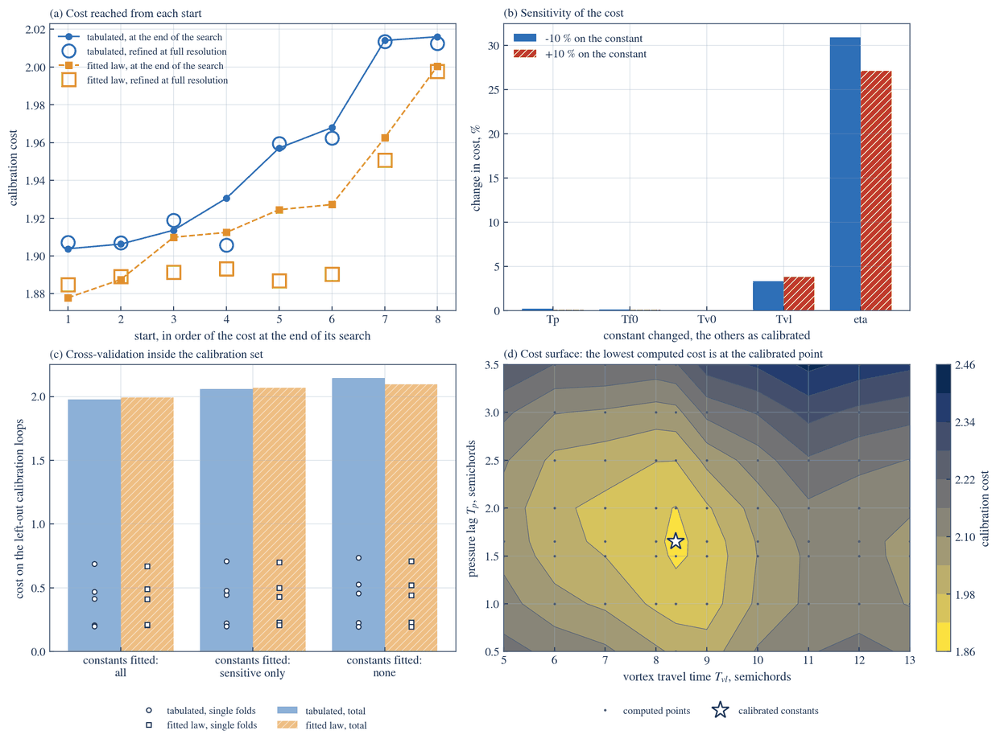 (a) Cost reached from each start
2.02
2.00
1.98
1.96
1.94
1.92
1.90
1.88
calibration cost
tabulated, at the end of the search
tabulated, refined at full resolution
fitted law, at the end of the search
fitted law, refined at full resolution
1 2 3 4 5 6 7 8
start, in order of the cost at the end of its search
(b) Sensitivity of the cost
30
25
20
15
10
5
0
change in cost, %
-10 % on the constant
+10 % on the constant
Tp Tf0 Tv0 Tvl eta
constant changed, the others as calibrated
(c) Cross-validation inside the calibration set
2.0
1.5
1.0
0.5
0.0
cost on the left-out calibration loops
constants fitted: constants fitted: constants fitted:
all sensitive only none
tabulated, single folds tabulated, total
fitted law, single folds fitted law, total
(d) Cost surface: the lowest computed cost is at the calibrated point
3.5
3.0
2.5
2.0
1.5
1.0
0.5
pressure lag Tp, semichords
5 6 7 8 9 10 11 12 13
vortex travel time Tvl, semichords
2.46
2.34
2.22
2.10
1.98
1.86
calibration cost
computed points calibrated constants